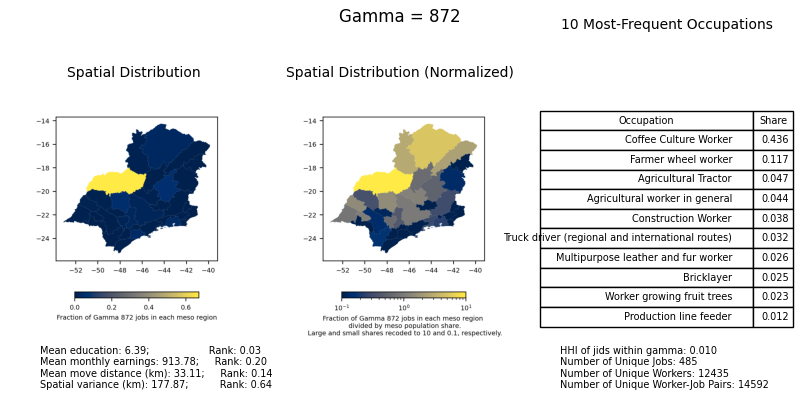 Gamma = 872
10 Most-Frequent Occupations
Spatial Distribution
Spatial Distribution (Normalized)
−14
−16
−18
−20
−22
−24
−52 −50 −48 −46 −44 −42 −40
0.0 0.2 0.4 0.6
Fraction of Gamma 872 jobs in each meso region
−14
−16
−18
−20
−22
−24
−52 −50 −48 −46 −44 −42 −40
10⁻¹ 10⁰ 10¹
Fraction of Gamma 872 jobs in each meso region
divided by meso population share.
Large and small shares recoded to 10 and 0.1, respectively.
Occupation Share
Coffee Culture Worker 0.436
Farmer wheel worker 0.117
Agricultural Tractor 0.047
Agricultural worker in general 0.044
Construction Worker 0.038
Truck driver (regional and international routes) 0.032
Multipurpose leather and fur worker 0.026
Bricklayer 0.025
Worker growing fruit trees 0.023
Production line feeder 0.012
Mean education: 6.39; Rank: 0.03
Mean monthly earnings: 913.78; Rank: 0.20
Mean move distance (km): 33.11; Rank: 0.14
Spatial variance (km): 177.87; Rank: 0.64
HHI of jids within gamma: 0.010
Number of Unique Jobs: 485
Number of Unique Workers: 12435
Number of Unique Worker-Job Pairs: 14592